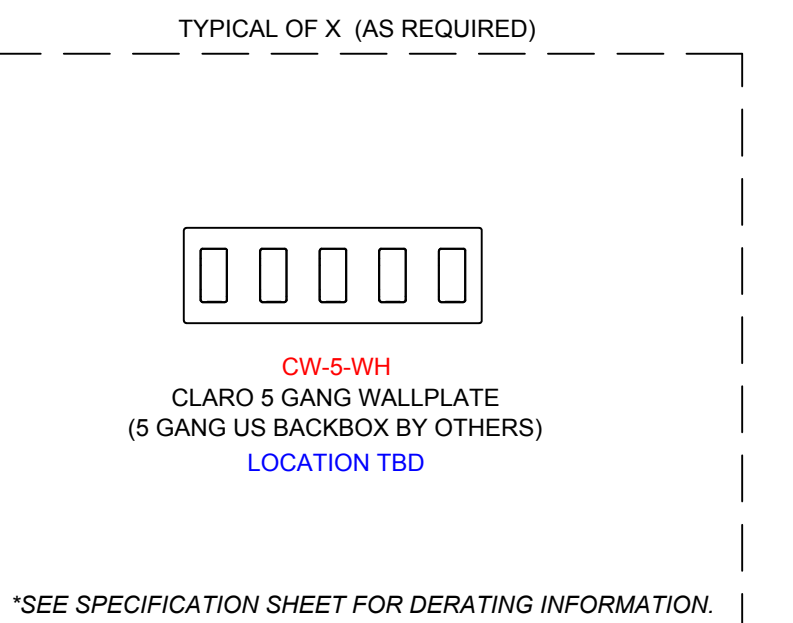 TYPICAL OF X (AS REQUIRED)
CW-5-WH
CLARO 5 GANG WALLPLATE
(5 GANG US BACKBOX BY OTHERS)
LOCATION TBD
*SEE SPECIFICATION SHEET FOR DERATING INFORMATION.